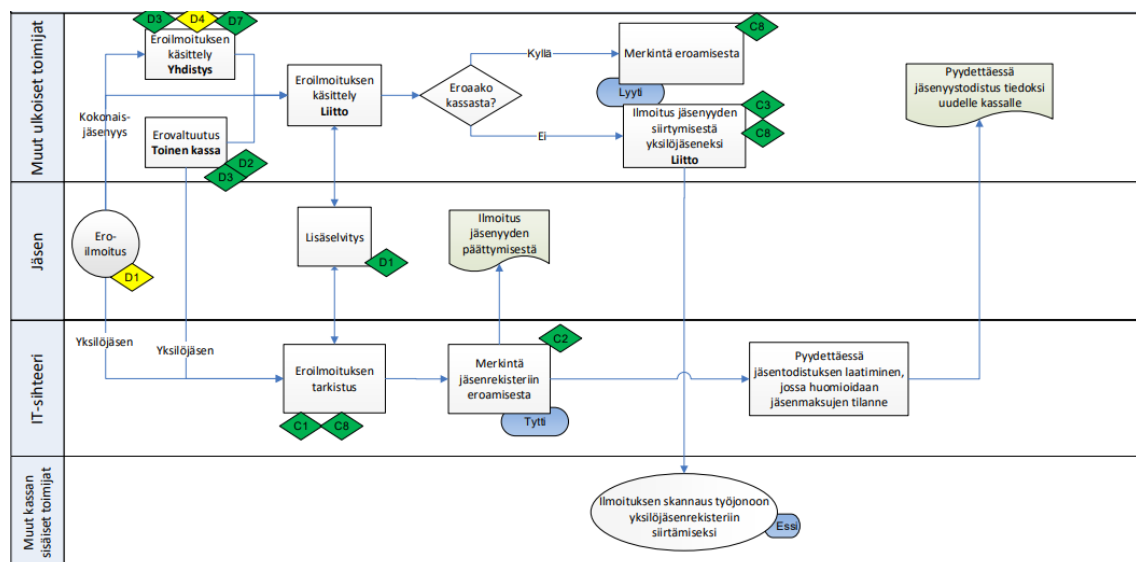 Muut ulkoiset toimijat
D3
D4
D7
Eroilmoituksen
käsittely
Yhdistys
Kokonais-
jäsenyys
Erovaltuutus
Toinen kassa
D2
D3
Eroilmoituksen
käsittely
Liitto
Eroaako
kassasta?
Kyllä
Ei
C8
Merkintä eroamisesta
Lyyti
C3
C8
Ilmoitus jäsenyyden
siirtymisestä
yksilöjäseneksi
Liitto
Pyydettäessä
jäsenyystodistus tiedoksi
uudelle kassalle
Jäsen
Ero-
ilmoitus
D1
Lisäselvitys
D1
Ilmoitus
jäsenyyden
päättymisestä
IT-sihteeri
Yksilöjäsen
Yksilöjäsen
Eroilmoituksen
tarkistus
C1
C8
C2
Merkintä
jäsenrekisteriin
eroamisesta
Tytti
Pyydettäessä
jäsentodistuksen laatiminen,
jossa huomioidaan
jäsenmaksujen tilanne
Muut kassan
sisäiset toimijat
Ilmoituksen skannaus työjonoon
yksilöjäsenrekisteriin
siirtämiseksi
Essi